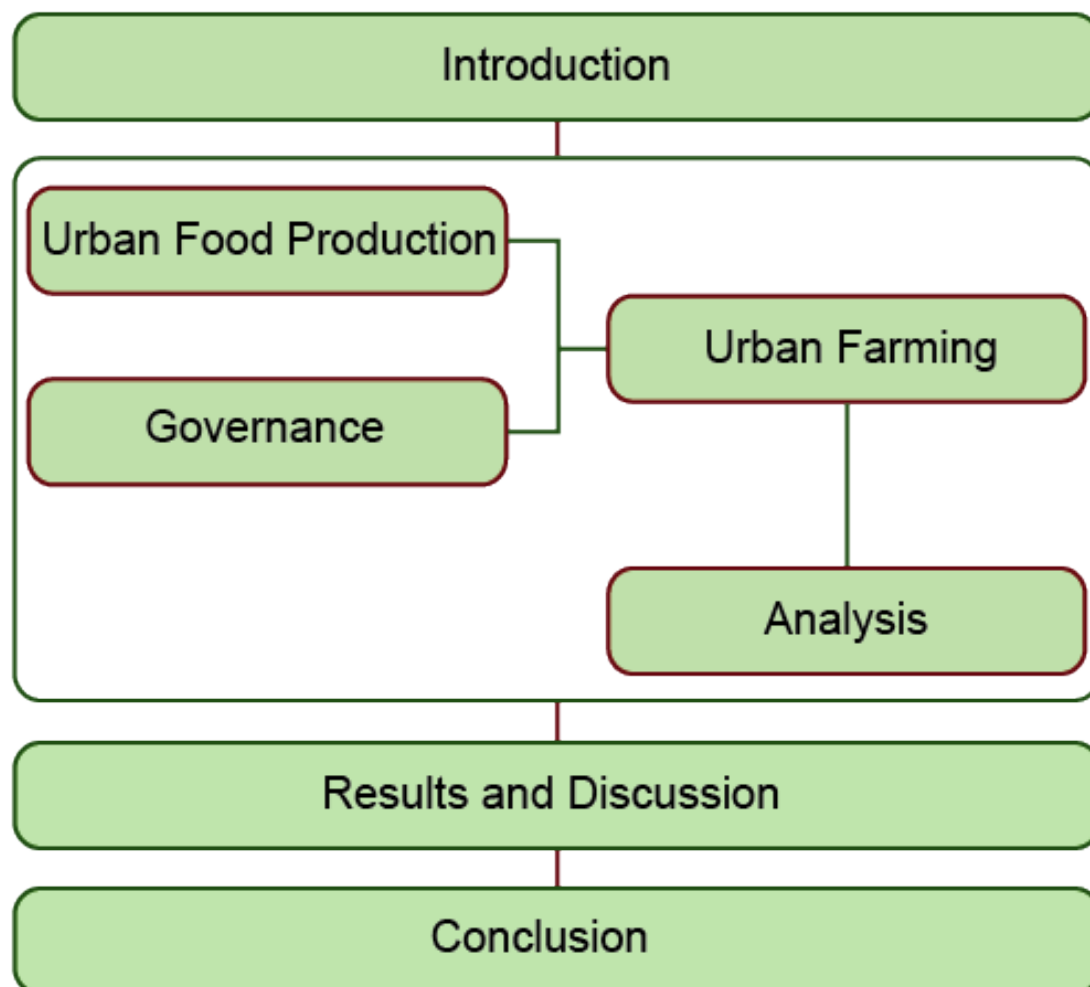 Introduction
Urban Food Production
Urban Farming
Governance
Analysis
Results and Discussion
Conclusion